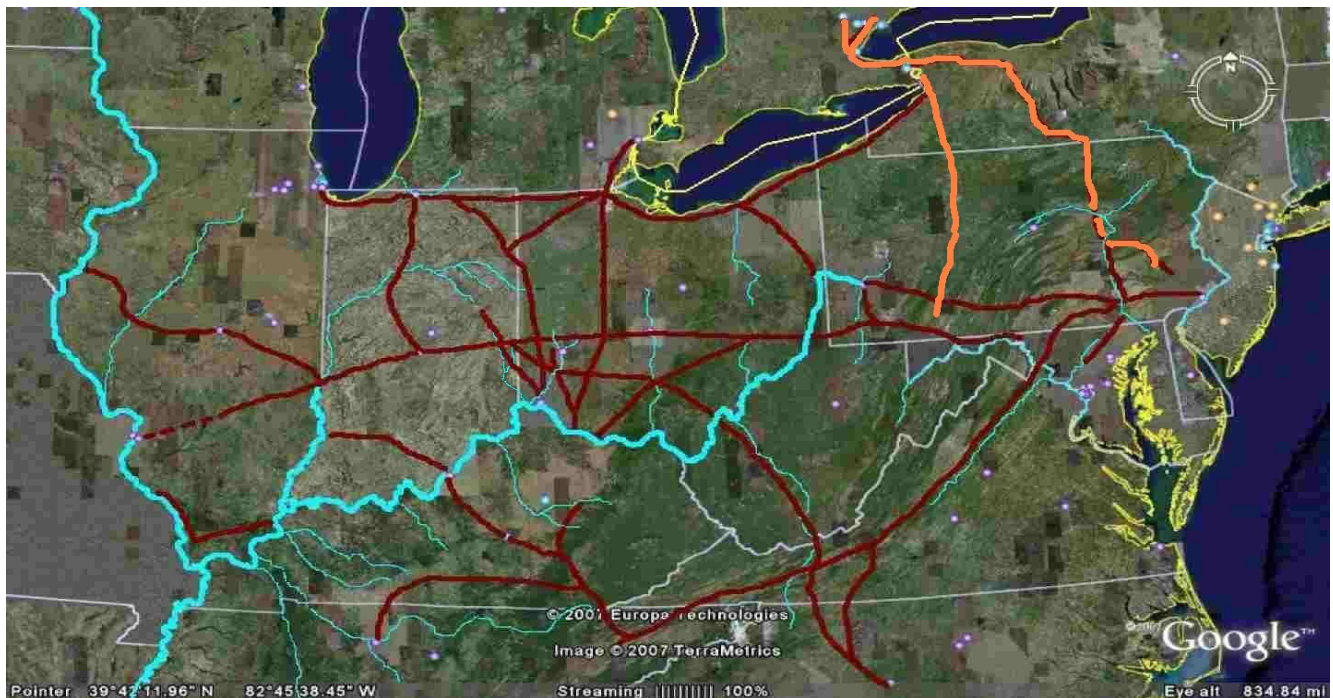 N
© 2007 Europa Technologies
Image © 2007 TerraMetrics
© 2007 Google™
Pointer 39°42'11.96" N 82°45'38.45" W Streaming |||||||||| 100% Eye alt 834.84 mi